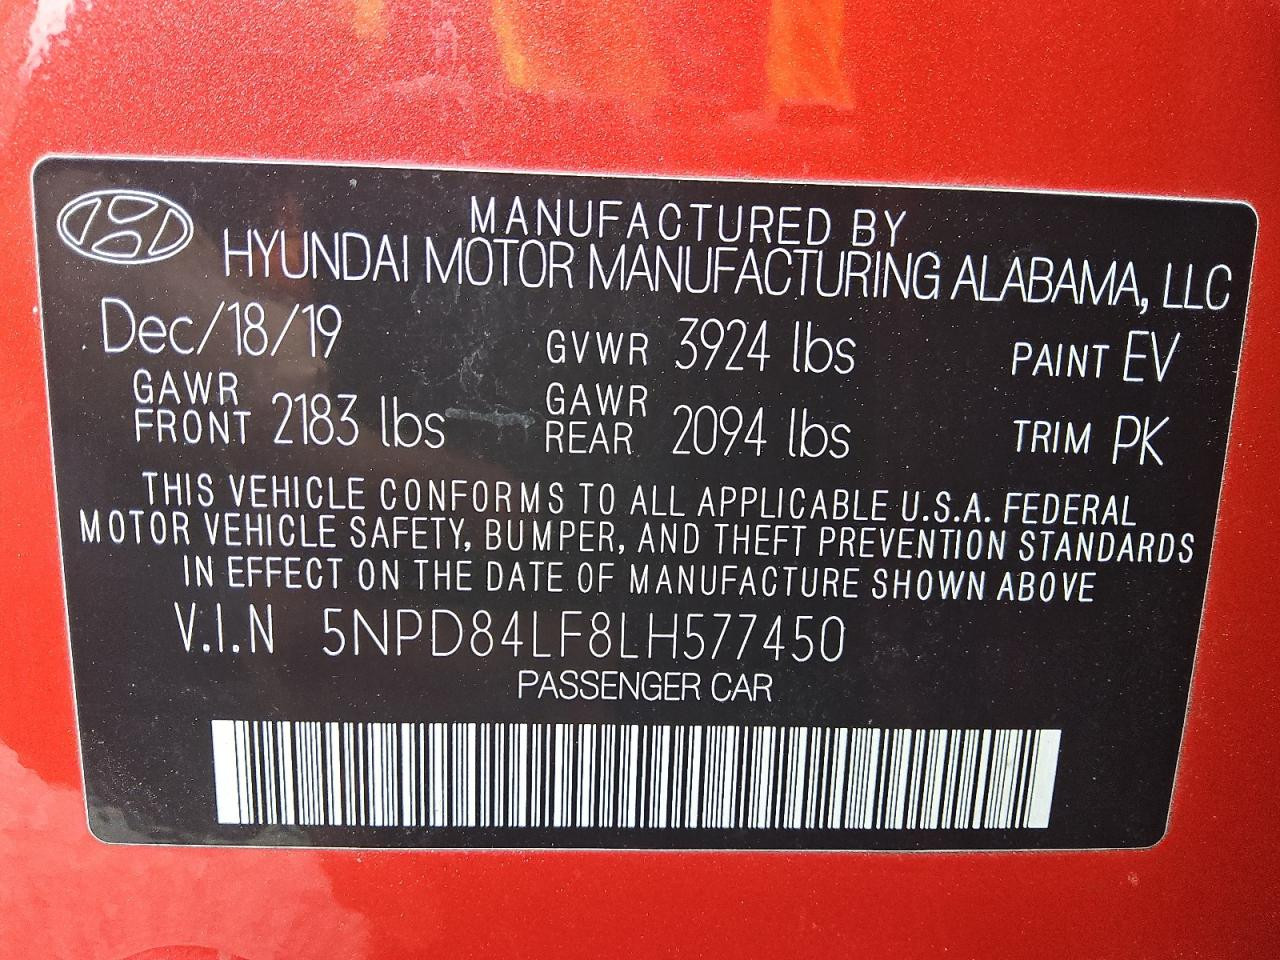 MANUFACTURED BY
HYUNDAI MOTOR MANUFACTURING ALABAMA, LLC
Dec/18/19 GVWR 3924 lbs PAINT EV
GAWR FRONT 2183 lbs GAWR REAR 2094 lbs TRIM PK
THIS VEHICLE CONFORMS TO ALL APPLICABLE U.S.A. FEDERAL
MOTOR VEHICLE SAFETY, BUMPER, AND THEFT PREVENTION STANDARDS
IN EFFECT ON THE DATE OF MANUFACTURE SHOWN ABOVE
V.I.N 5NPD84LF8LH577450
PASSENGER CAR